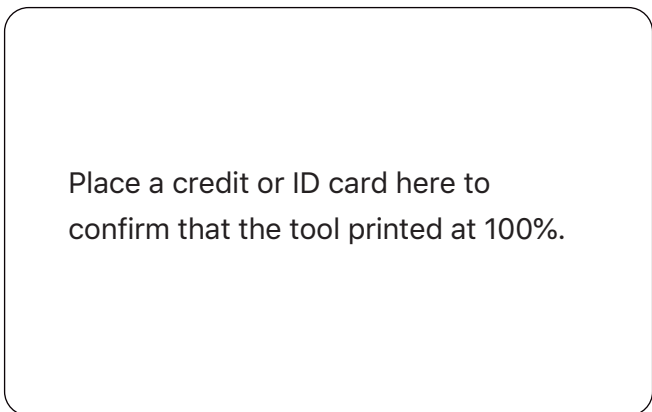 Place a credit or ID card here to
confirm that the tool printed at 100%.